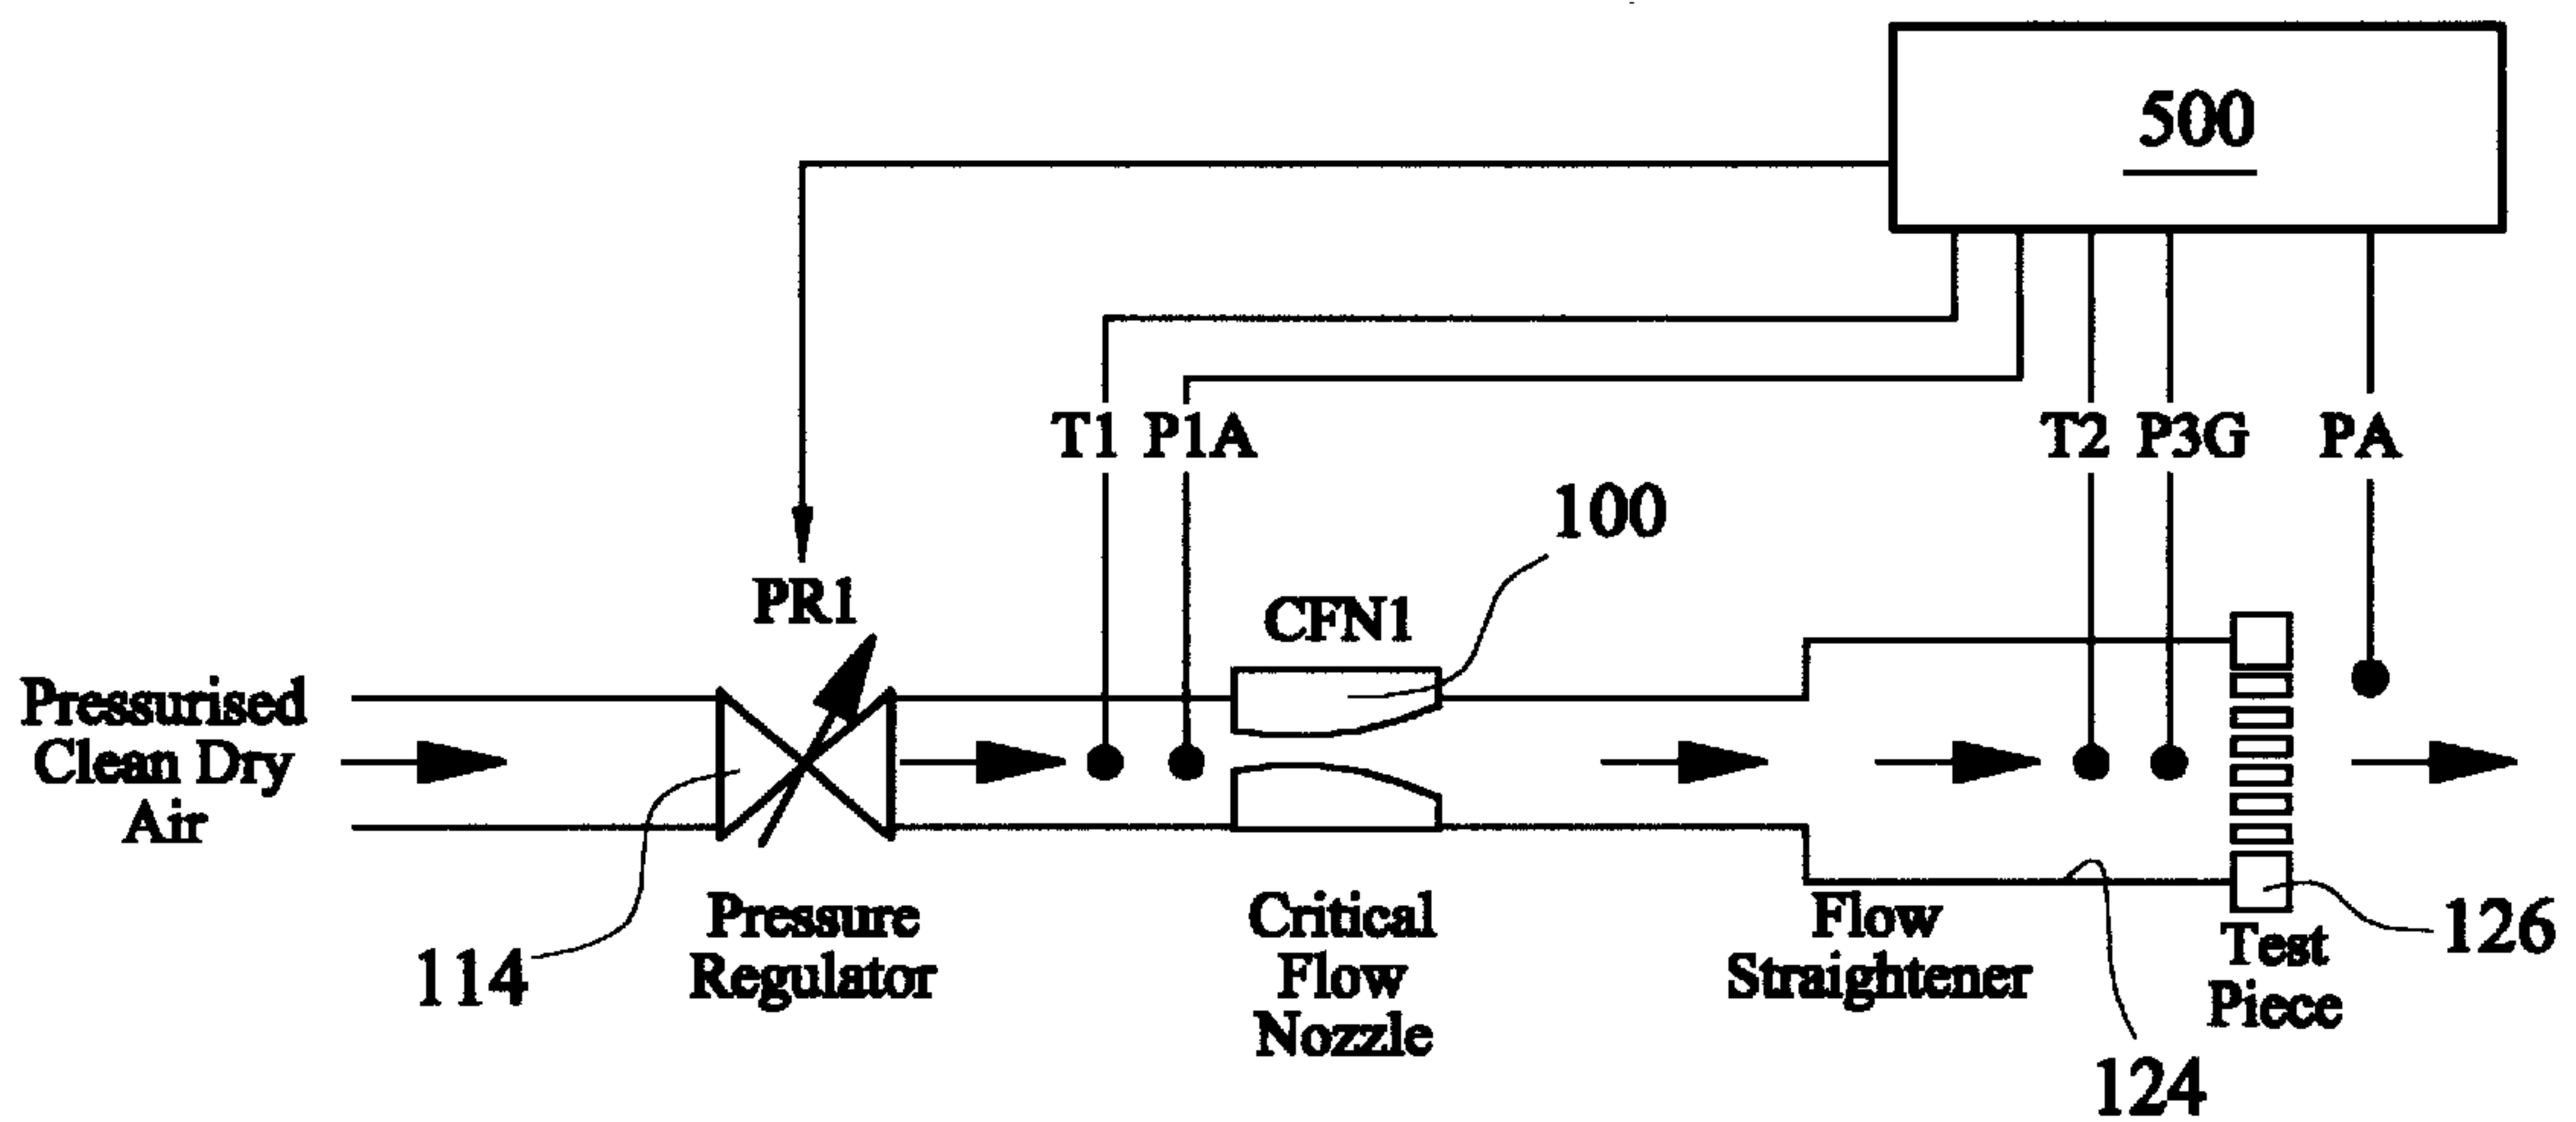 500
T1 P1A
T2 P3G PA
100
PR1
CFN1
Pressurised
Clean Dry
Air
114
Pressure
Regulator
Critical
Flow
Nozzle
Flow
Straightener
126
Test
Piece
124